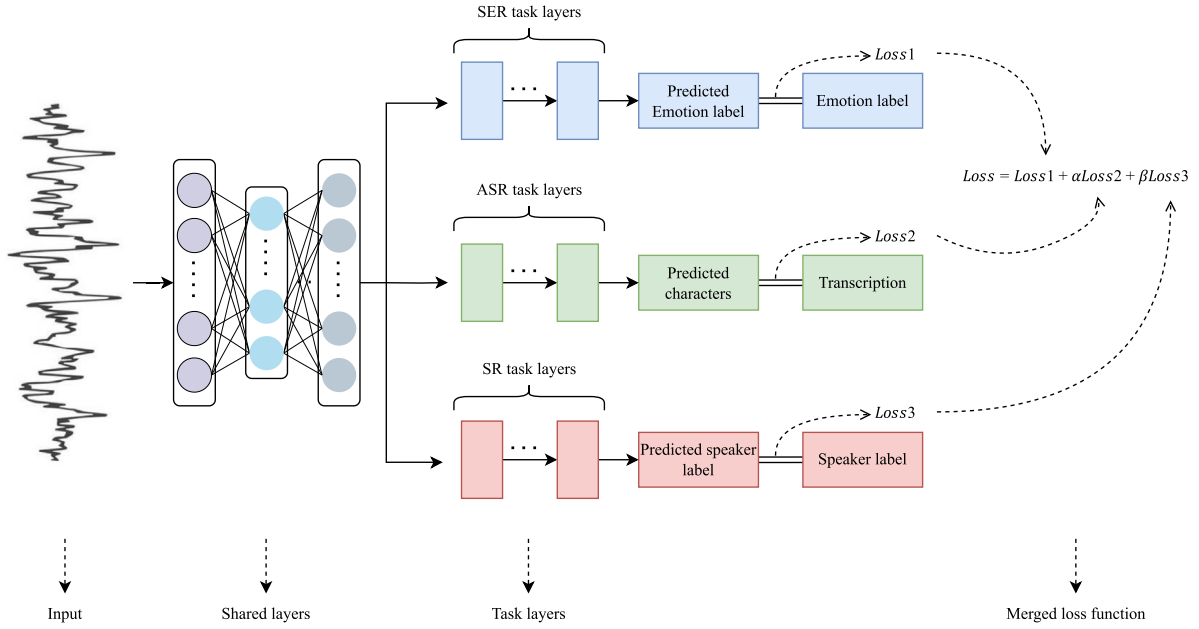 SER task layers
Predicted
Emotion label
Emotion label
Loss1
Loss = Loss1 + αLoss2 + βLoss3
ASR task layers
Predicted
characters
Transcription
Loss2
SR task layers
Predicted speaker
label
Speaker label
Loss3
Input
Shared layers
Task layers
Merged loss function